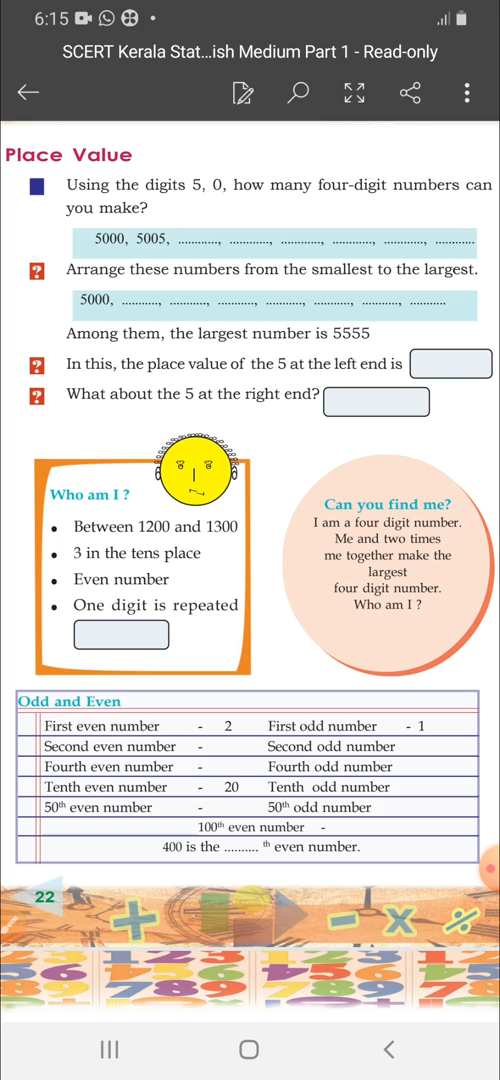 6:15
SCERT Kerala Stat...ish Medium Part 1 - Read-only
Place Value
Using the digits 5, 0, how many four-digit numbers can
you make?
5000, 5005, ............, ............, ............, ............, ............, ............
? Arrange these numbers from the smallest to the largest.
5000, ..........., ..........., ..........., ..........., ..........., ..........., ...........
Among them, the largest number is 5555
? In this, the place value of the 5 at the left end is
? What about the 5 at the right end?
Who am I ?
• Between 1200 and 1300
• 3 in the tens place
• Even number
• One digit is repeated
Can you find me?
I am a four digit number.
Me and two times
me together make the
largest
four digit number.
Who am I ?
Odd and Even
First even number - 2 First odd number - 1
Second even number - Second odd number
Fourth even number - Fourth odd number
Tenth even number - 20 Tenth odd number
50th even number - 50th odd number
100th even number -
400 is the .......... th even number.
22
+ - × ÷